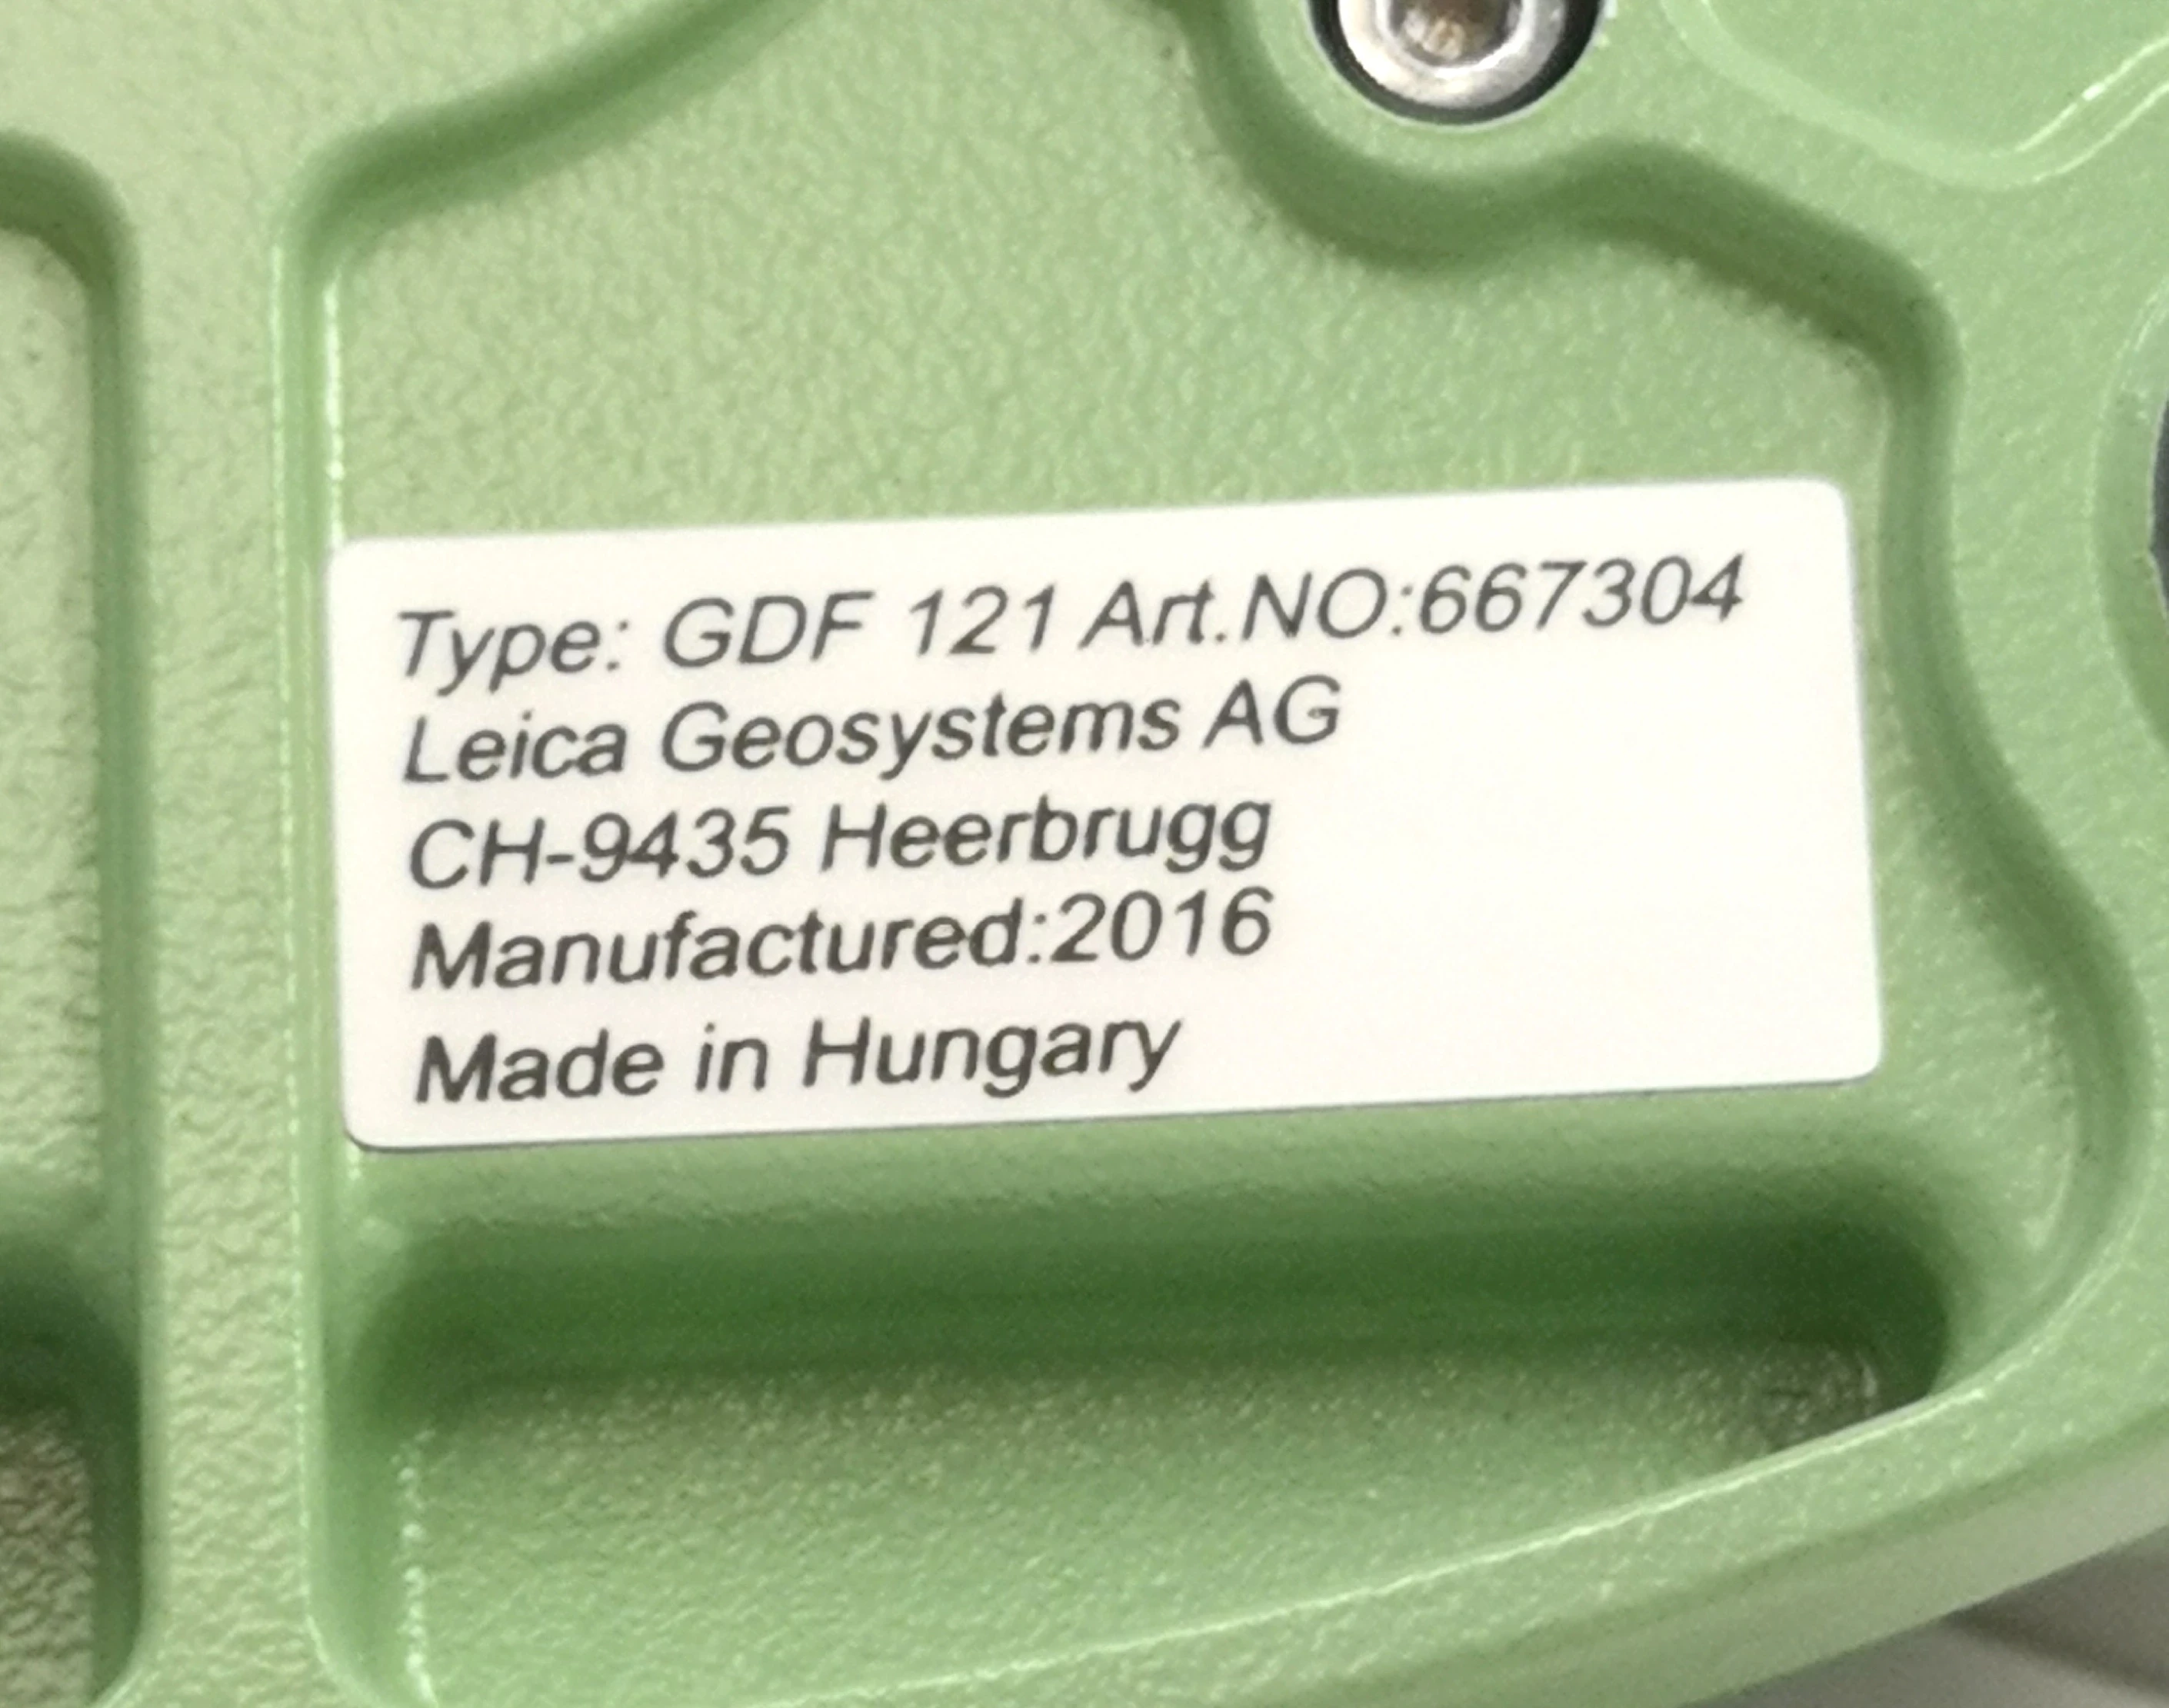 Type: GDF 121 Art.NO:667304
Leica Geosystems AG
CH-9435 Heerbrugg
Manufactured:2016
Made in Hungary